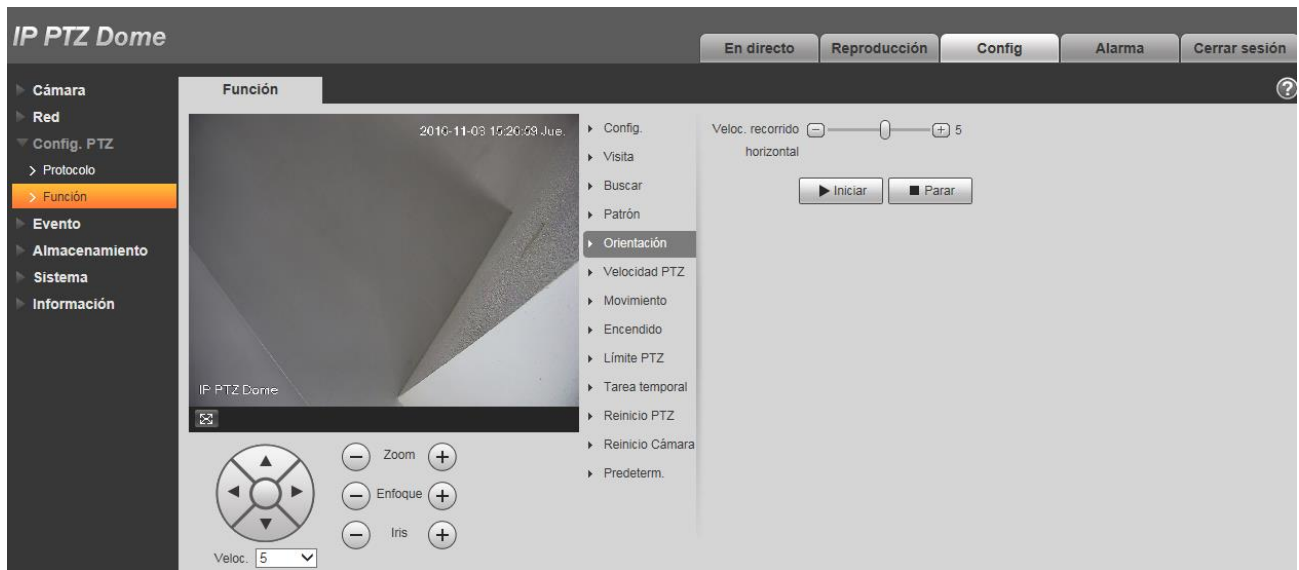 IP PTZ Dome
En directo
Reproducción
Config
Alarma
Cerrar sesión
Cámara
Red
Config. PTZ
Protocolo
Función
Evento
Almacenamiento
Sistema
Información
Función
?
2016-11-03 15:20:59 Jue.
IP PTZ Dome
Zoom
Enfoque
Iris
Veloc. 5
Config.
Visita
Buscar
Patrón
Orientación
Velocidad PTZ
Movimiento
Encendido
Límite PTZ
Tarea temporal
Reinicio PTZ
Reinicio Cámara
Predeterm.
Veloc. recorrido
horizontal
5
Iniciar
Parar